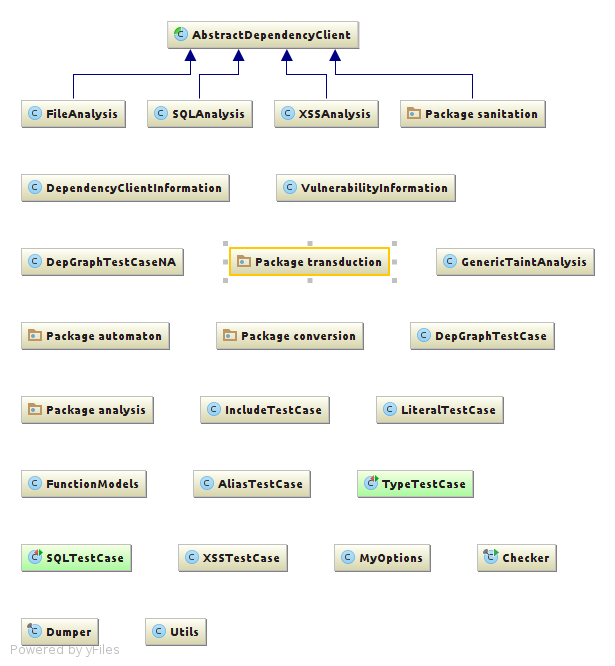 AbstractDependencyClient
FileAnalysis SQLAnalysis XSSAnalysis Package sanitation
DependencyClientInformation VulnerabilityInformation
DepGraphTestCaseNA Package transduction GenericTaintAnalysis
Package automaton Package conversion DepGraphTestCase
Package analysis IncludeTestCase LiteralTestCase
FunctionModels AliasTestCase TypeTestCase
SQLTestCase XSSTestCase MyOptions Checker
Dumper Utils
Powered by yFiles